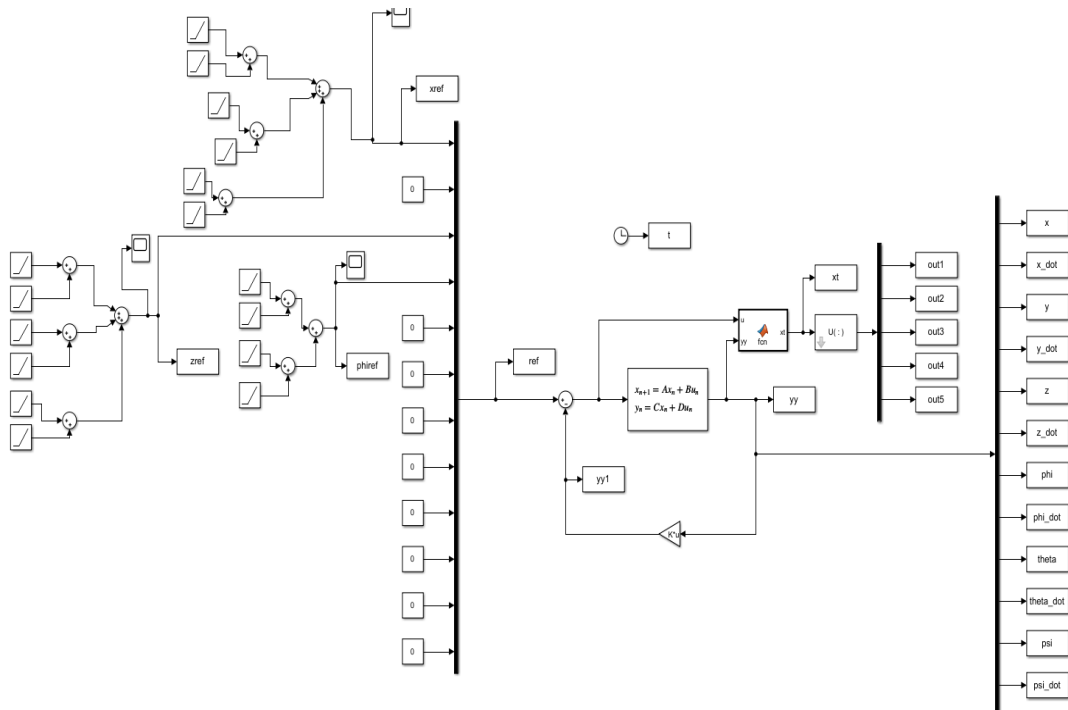 xref
0
t
x
x_dot
y
y_dot
z
z_dot
phi
phi_dot
theta
theta_dot
psi
psi_dot
out1
out2
out3
out4
out5
xt
u
yy
fcn
xt
U( : )
zref
phiref
0
0
0
0
0
0
0
0
ref
+
-
xₙ₊₁ = Axₙ + Buₙ
yₙ = Cxₙ + Duₙ
yy
yy1
K*u